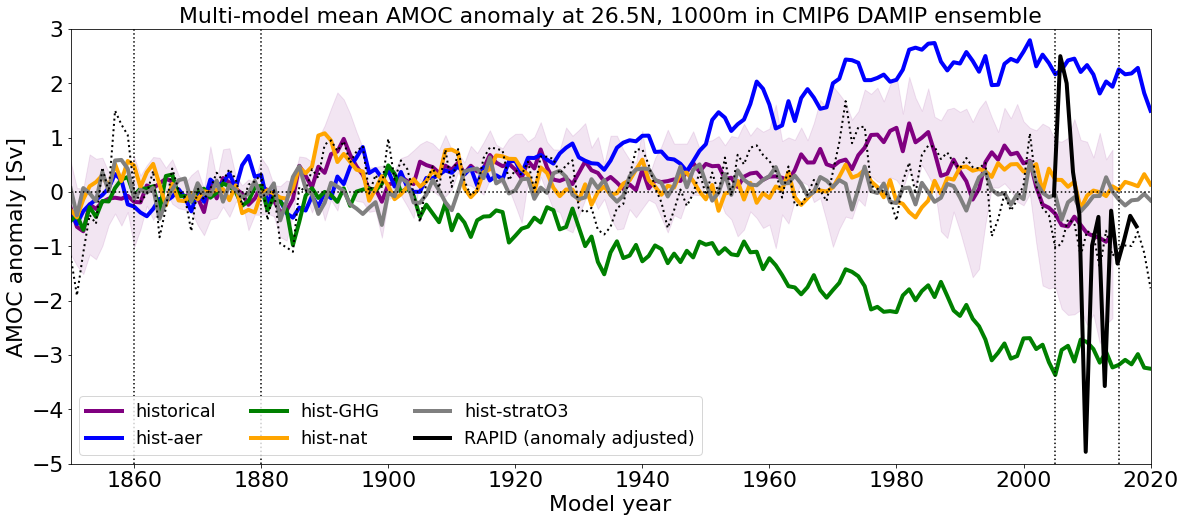 Multi-model mean AMOC anomaly at 26.5N, 1000m in CMIP6 DAMIP ensemble
AMOC anomaly [Sv]
3
2
1
0
−1
−2
−3
−4
−5
historical
hist-aer
hist-GHG
hist-nat
hist-stratO3
RAPID (anomaly adjusted)
1860 1880 1900 1920 1940 1960 1980 2000 2020
Model year